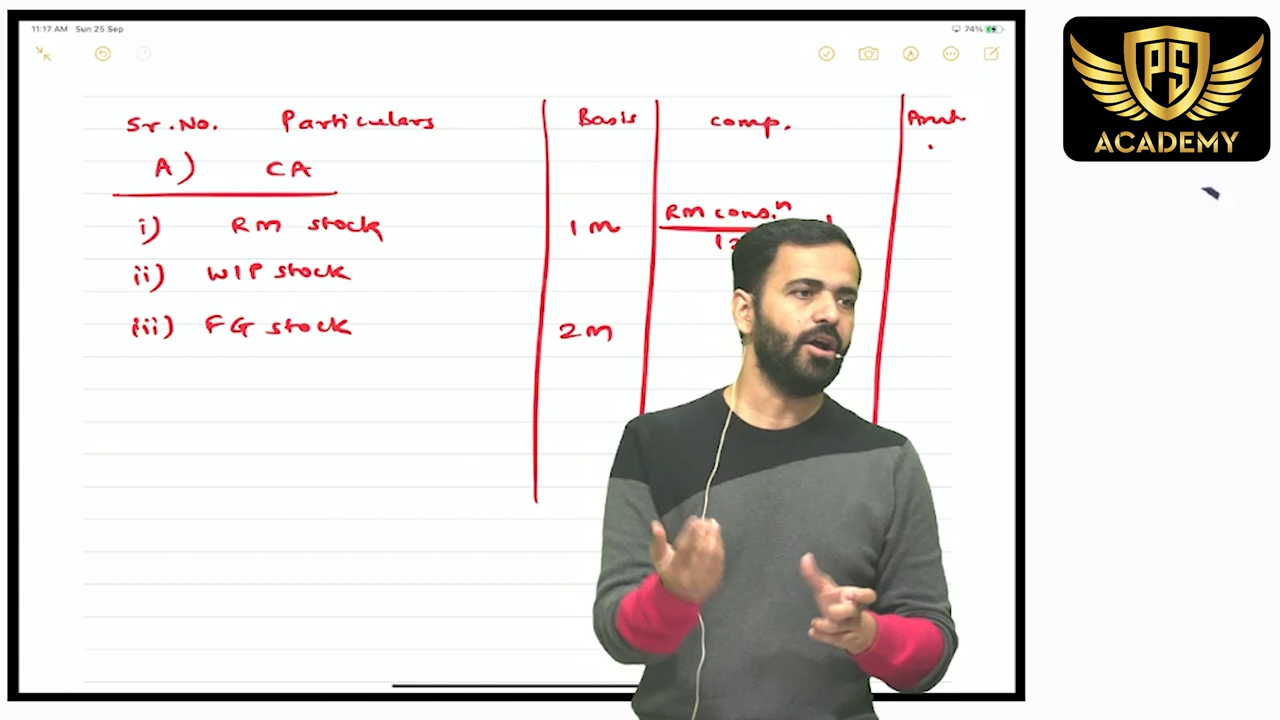 11:17 AM Sun 25 Sep
74%
Sr. No. Particulars Basis comp. Amt.
A) CA
i) RM stock 1m RM consn
ii) WIP stock
iii) FG stock 2m
PS
ACADEMY